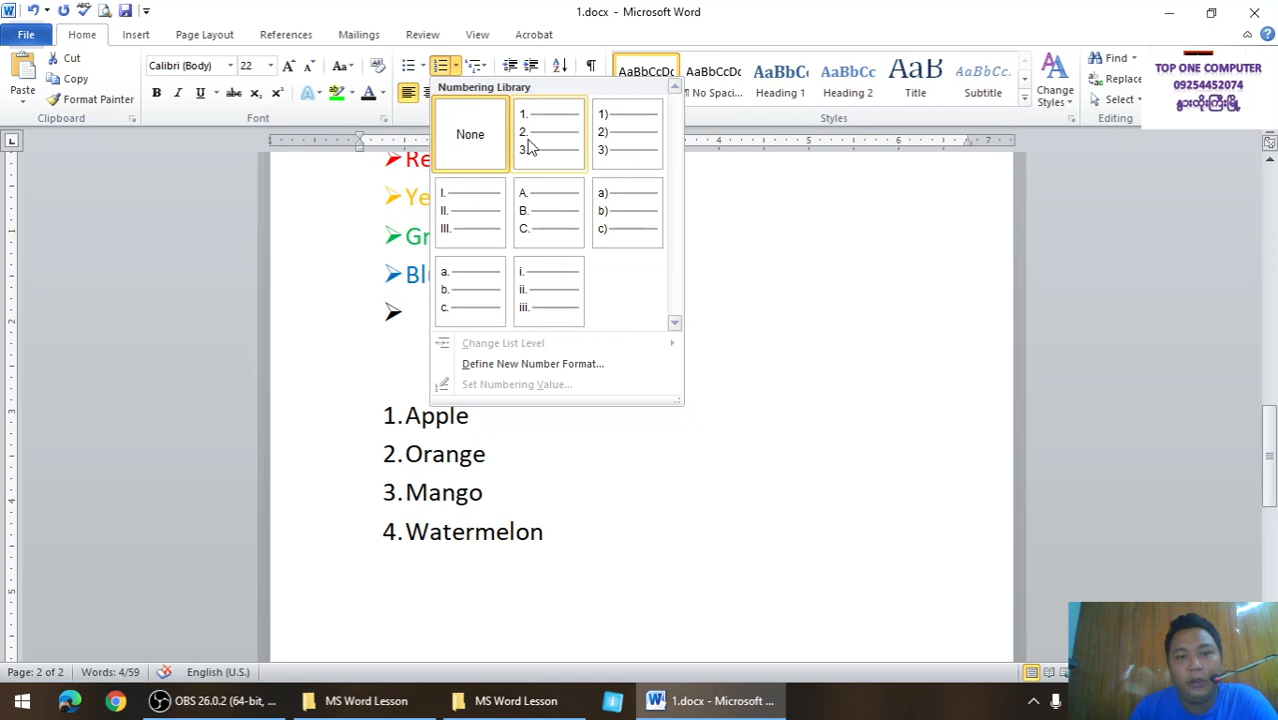 1.docx - Microsoft Word
File Home Insert Page Layout References Mailings Review View Acrobat
Cut
Copy
Format Painter
Paste
Clipboard
Calibri (Body) 22
AaBbCcDc AaBbCcDc AaBbC( AaBbCc AaB AaBbCc.
¶ No Spaci... Heading 1 Heading 2 Title Subtitle
Change
Styles
Styles
Find
Replace
Select
Editing
TOP ONE COMPUTER
09254452074
နွားထိုးကြီးမြို့
Numbering Library
None
1.
2.
3.
1)
2)
3)
I.
II.
III.
A.
B.
C.
a)
b)
c)
a.
b.
c.
i.
ii.
iii.
Change List Level
Define New Number Format...
Set Numbering Value...
1. Apple
2. Orange
3. Mango
4. Watermelon
Page: 2 of 2 Words: 4/59 English (U.S.)
OBS 26.0.2 (64-bit, ... MS Word Lesson MS Word Lesson 1.docx - Microsoft ...